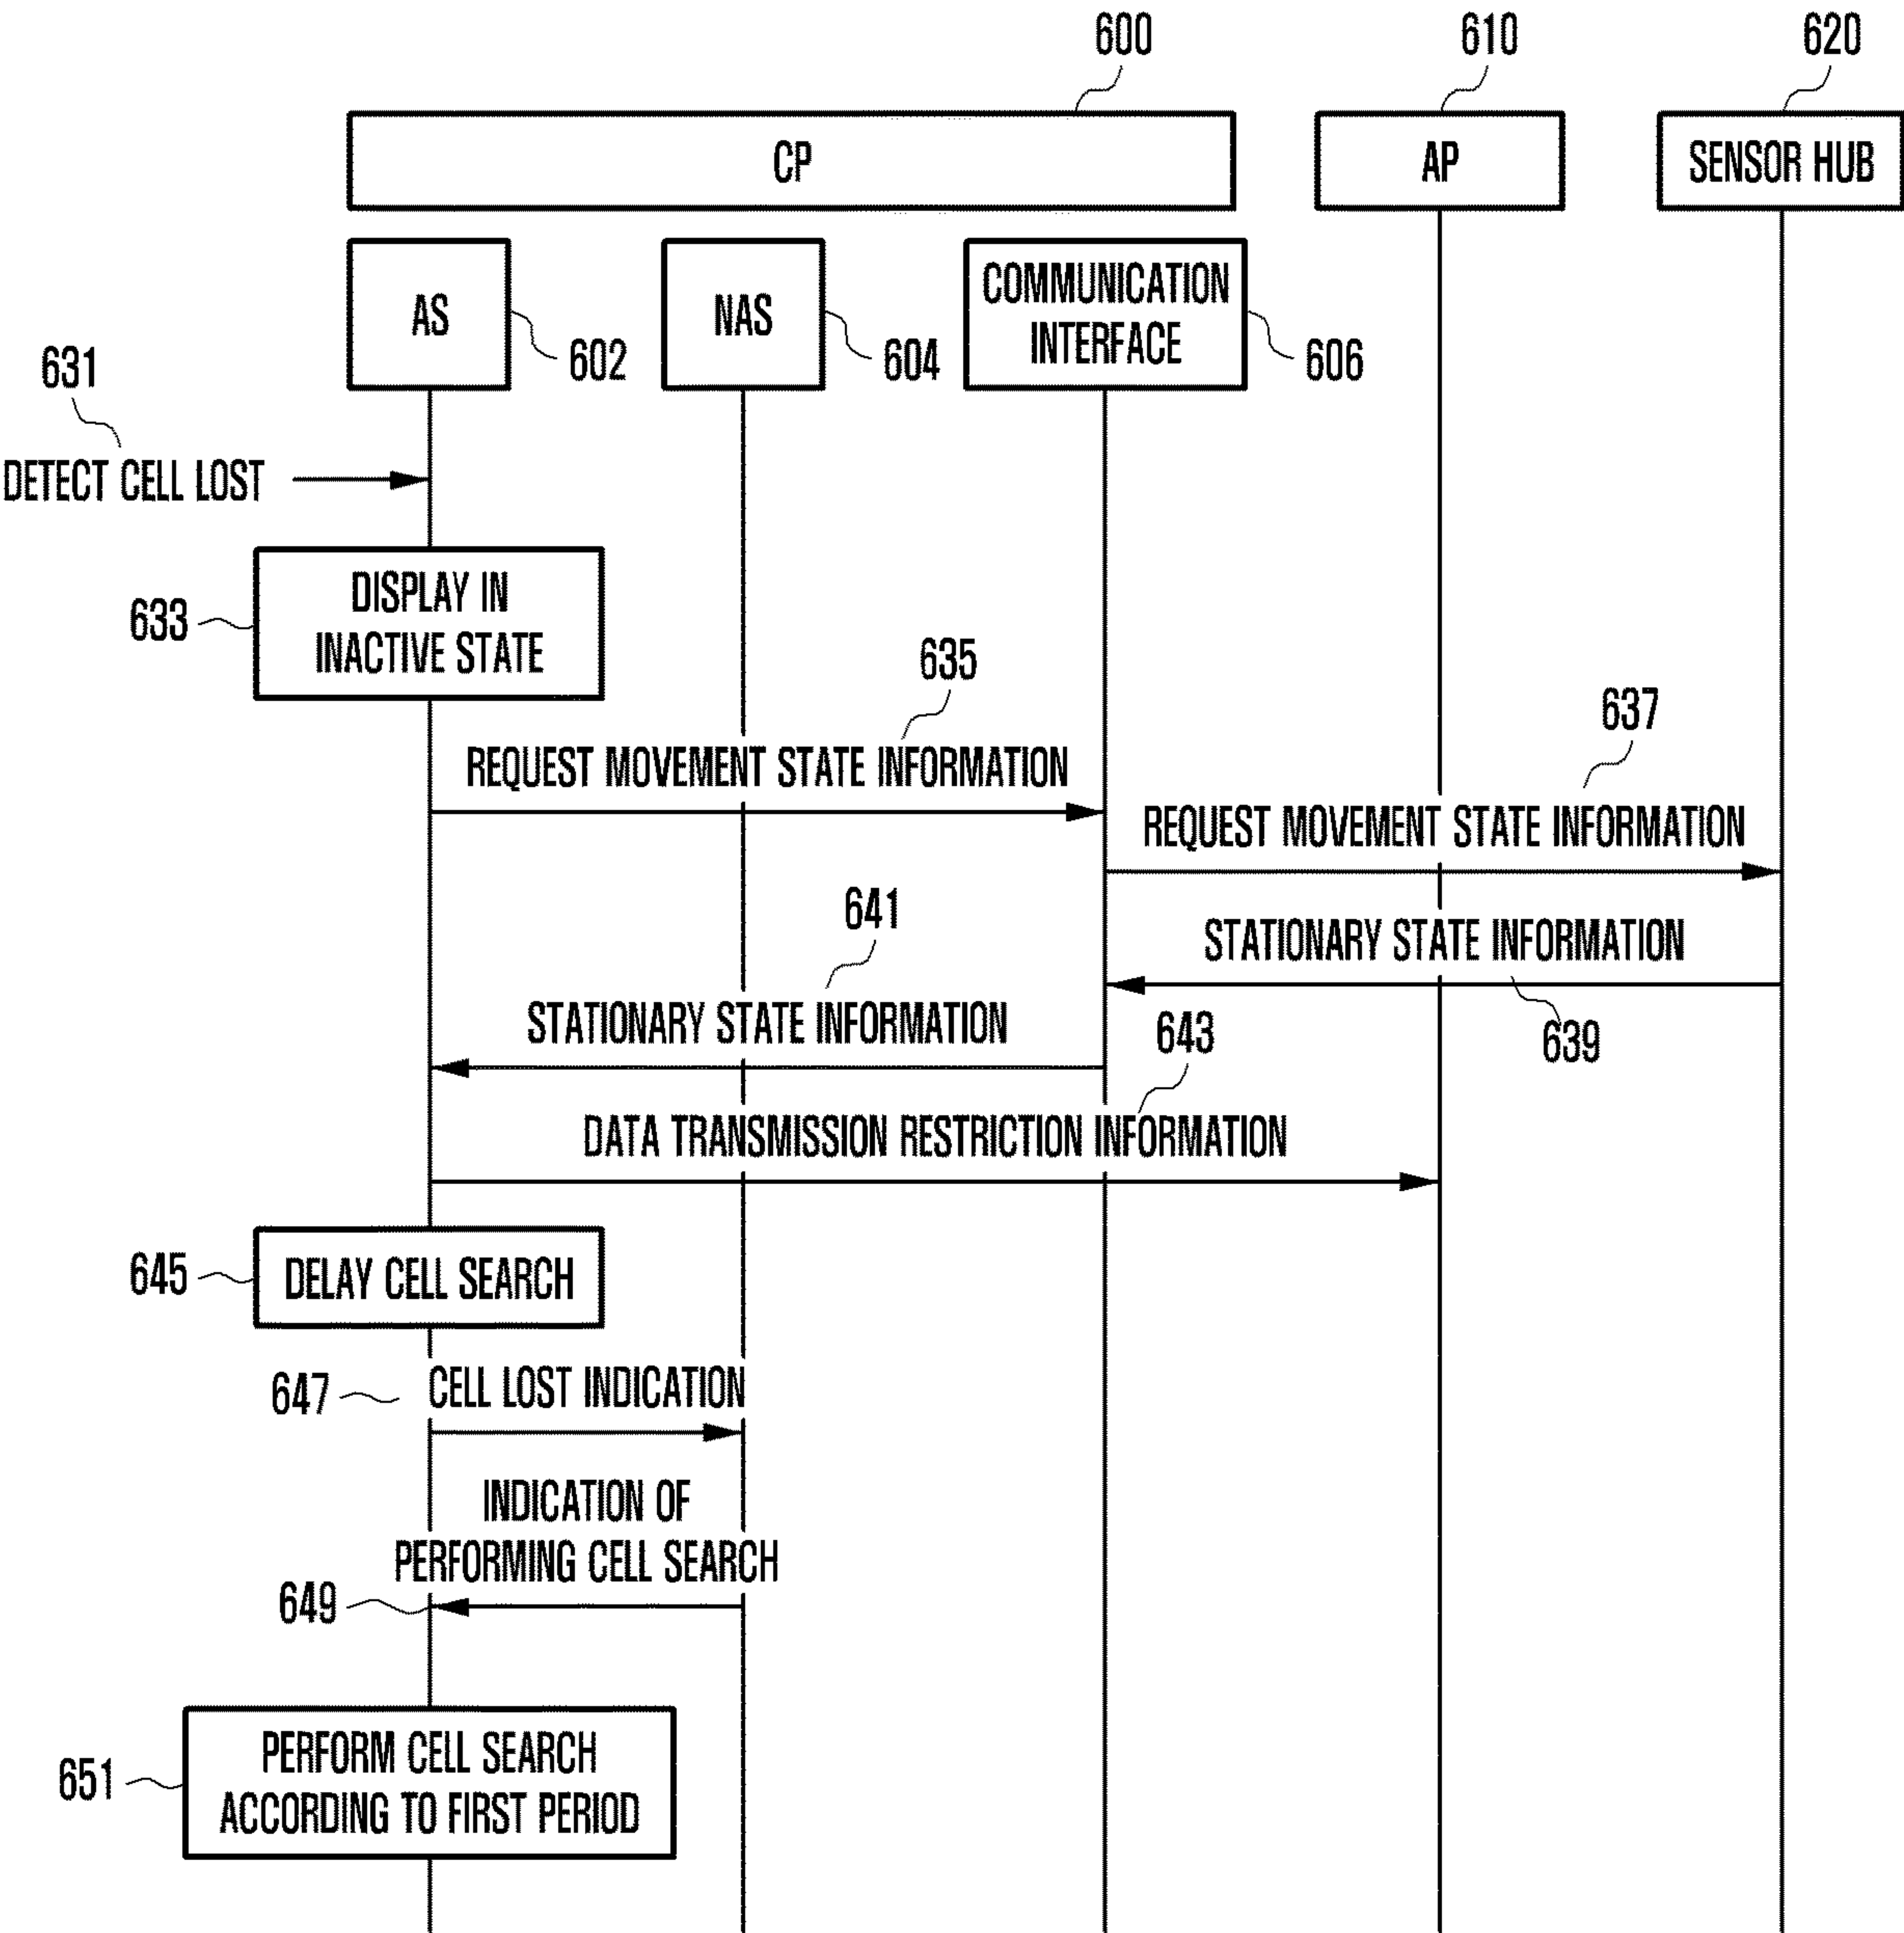 600
610
620
CP
AP
SENSOR HUB
AS
NAS
COMMUNICATION
INTERFACE
602
604
606
631
DETECT CELL LOST
633
DISPLAY IN
INACTIVE STATE
635
REQUEST MOVEMENT STATE INFORMATION
637
REQUEST MOVEMENT STATE INFORMATION
641
STATIONARY STATE INFORMATION
639
STATIONARY STATE INFORMATION
643
DATA TRANSMISSION RESTRICTION INFORMATION
645
DELAY CELL SEARCH
647
CELL LOST INDICATION
INDICATION OF
PERFORMING CELL SEARCH
649
651
PERFORM CELL SEARCH
ACCORDING TO FIRST PERIOD